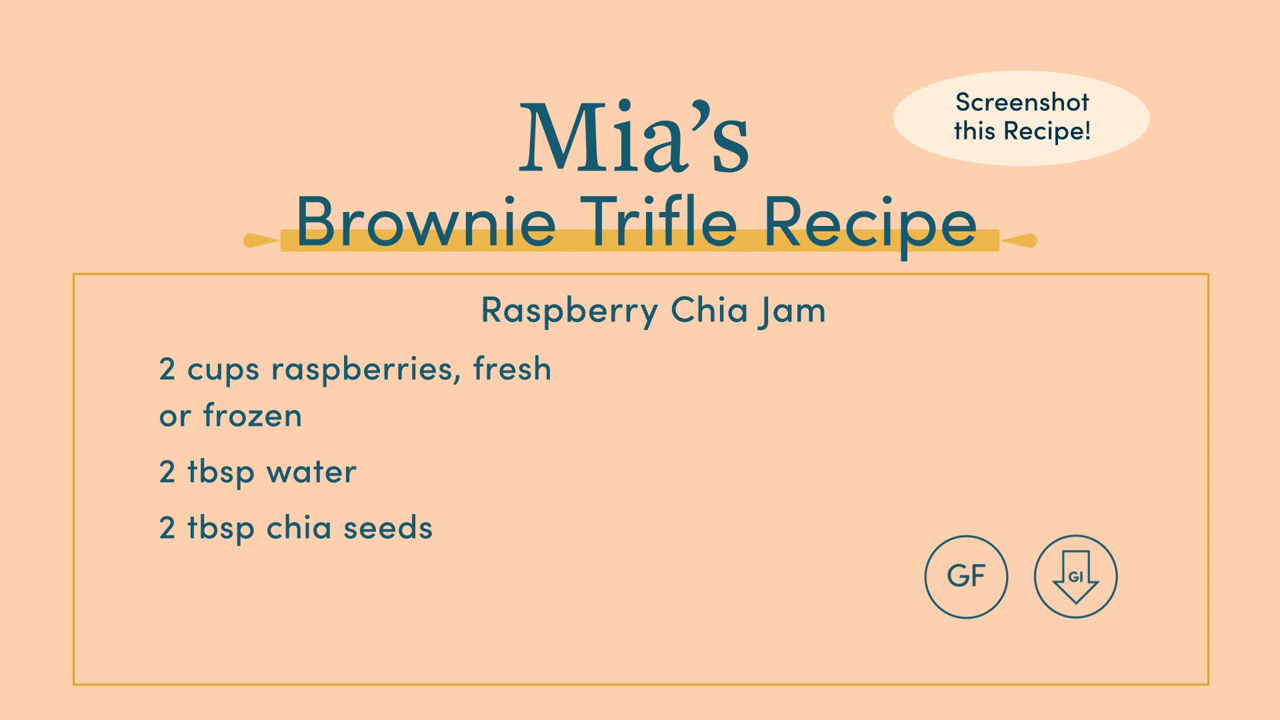 Screenshot
this Recipe!
Mia’s
Brownie Trifle Recipe
Raspberry Chia Jam
2 cups raspberries, fresh
or frozen
2 tbsp water
2 tbsp chia seeds
GF
GI